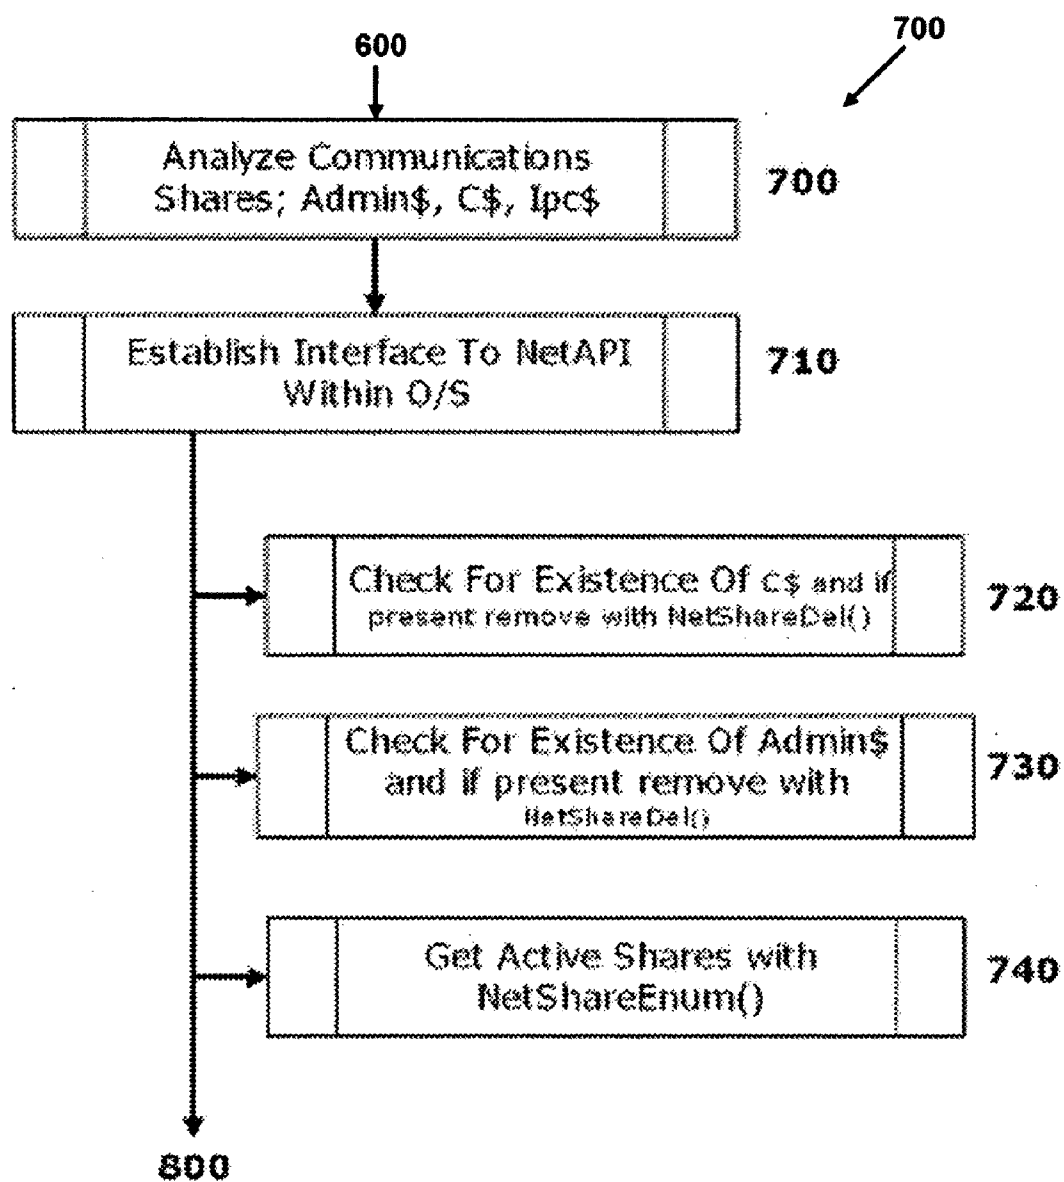 600
700
Analyze Communications
Shares; Admin$, C$, Ipc$
700
Establish Interface To NetAPI
Within O/S
710
Check For Existence Of C$ and if
present remove with NetShareDel()
720
Check For Existence Of Admin$
and if present remove with
NetShareDel()
730
Get Active Shares with
NetShareEnum()
740
800